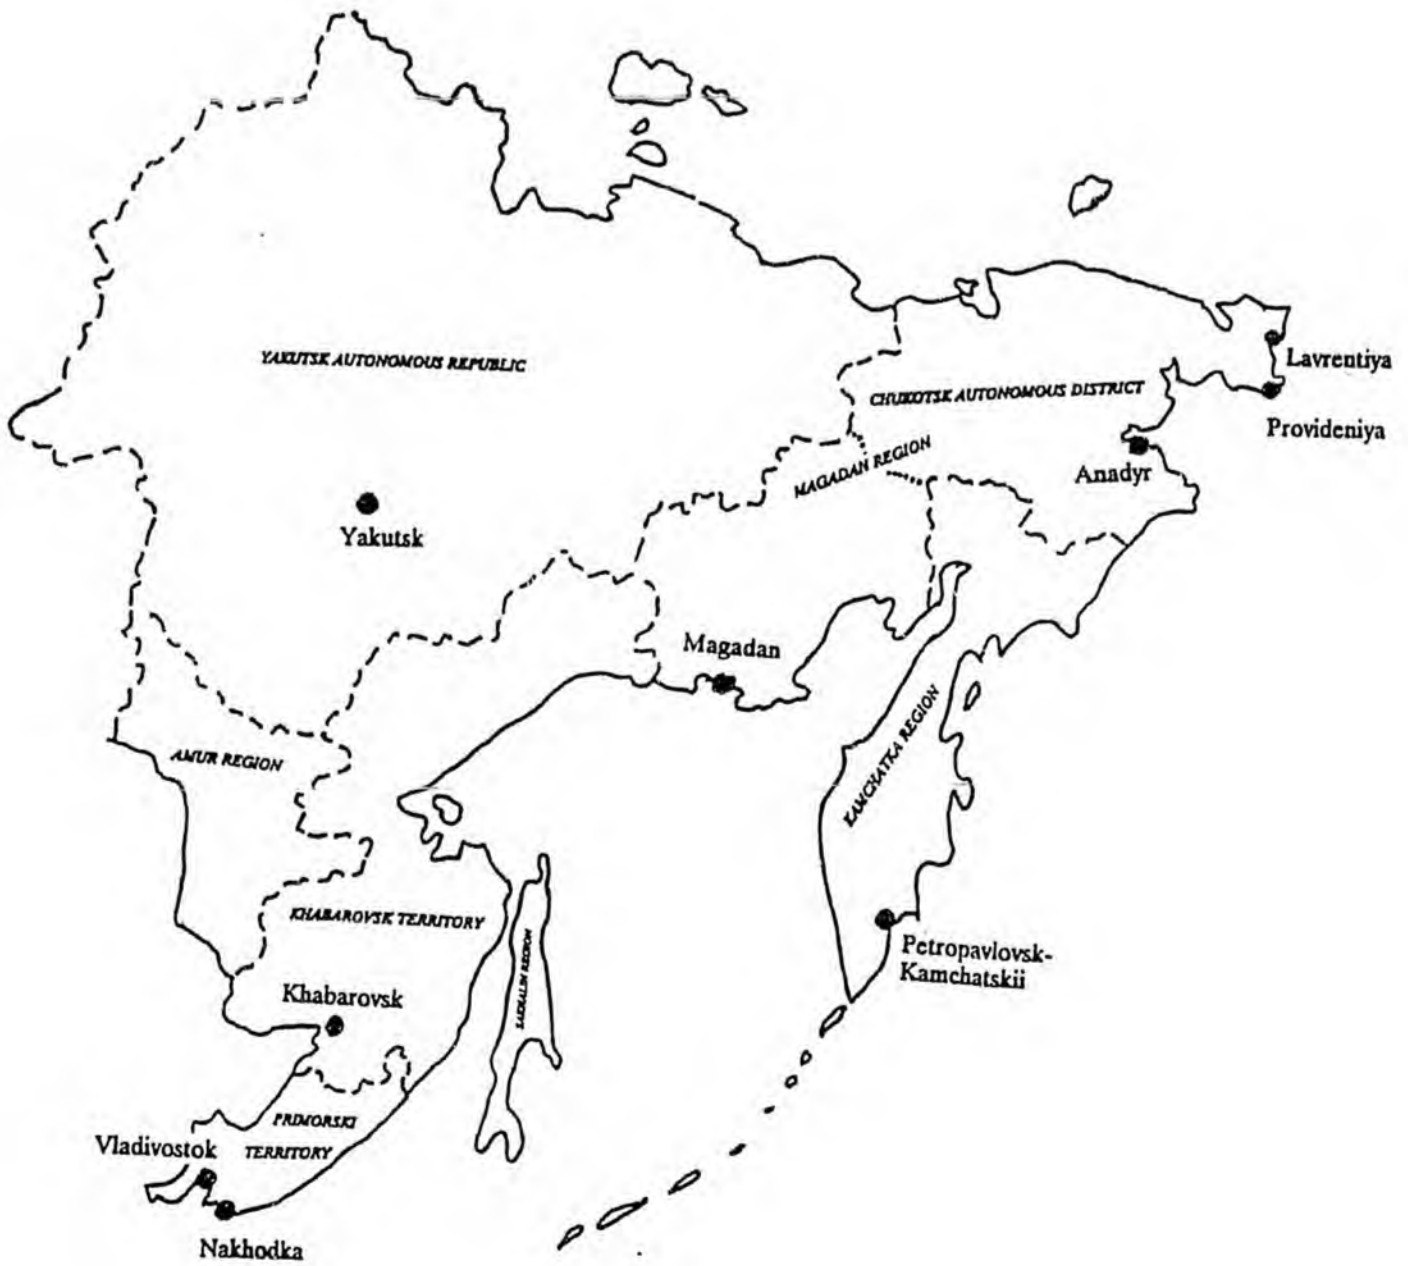 YAKUTSK AUTONOMOUS REPUBLIC
Lavrentiya
CHUKOTSK AUTONOMOUS DISTRICT
Provideniya
MAGADAN REGION
Anadyr
Yakutsk
Magadan
AMUR REGION
KAMCHATKA REGION
KHABAROVSK TERRITORY
SAKHALIN REGION
Petropavlovsk-
Kamchatskii
Khabarovsk
PRIMORSKI
TERRITORY
Vladivostok
Nakhodka